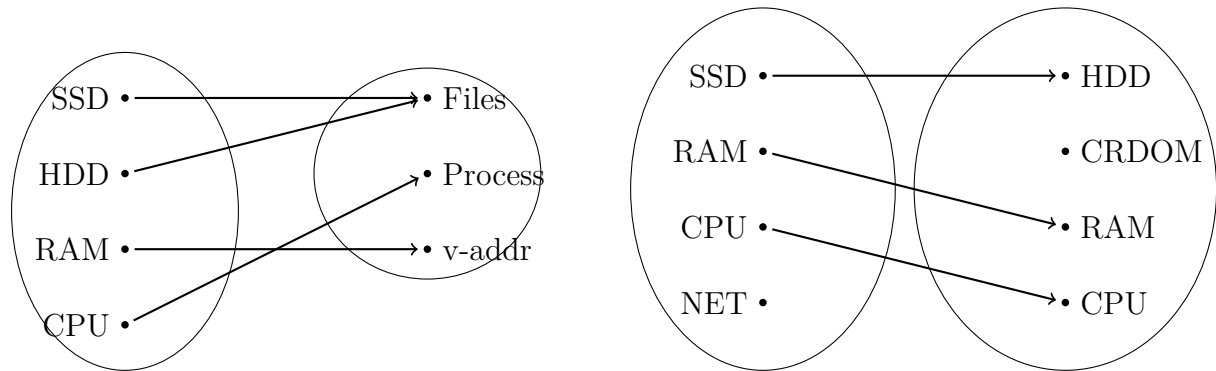 SSD
HDD
RAM
CPU
Files
Process
v-addr
SSD
RAM
CPU
NET
HDD
CRDOM
RAM
CPU